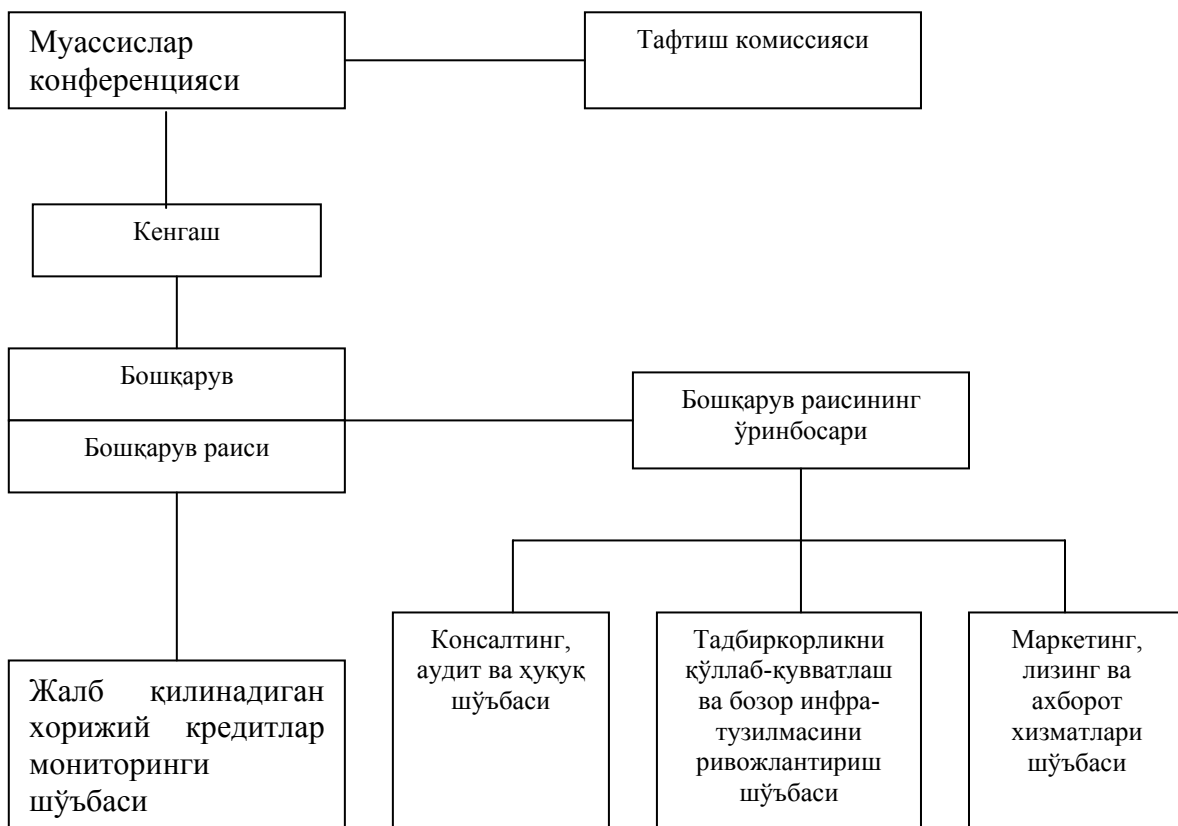 Муассислар
конференцияси
Тафтиш комиссияси
Кенгаш
Бошқарув
Бошқарув раиси
Бошқарув раисининг
ўринбосари
Консалтинг,
аудит ва ҳуқуқ
шўъбаси
Тадбиркорликни
қўллаб-қувватлаш
ва бозор инфра-
тузилмасини
ривожлантириш
шўъбаси
Маркетинг,
лизинг ва
ахборот
хизматлари
шўъбаси
Жалб қилинадиган
хорижий кредитлар
мониторинги
шўъбаси